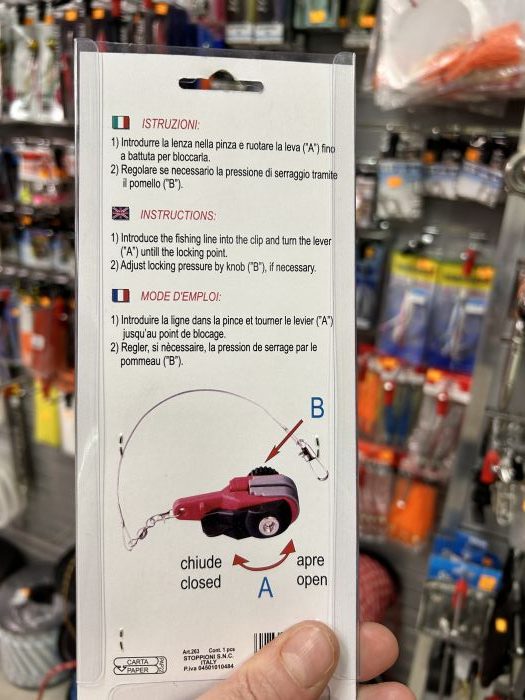 ISTRUZIONI:
1) Introdurre la lenza nella pinza e ruotare la leva ("A") fino
a battuta per bloccarla.
2) Regolare se necessario la pressione di serraggio tramite
il pomello ("B").
INSTRUCTIONS:
1) Introduce the fishing line into the clip and turn the lever
("A") untill the locking point.
2) Adjust locking pressure by knob ("B"), if necessary.
MODE D'EMPLOI:
1) Introduire la ligne dans la pince et tourner le levier ("A")
jusqu'au point de blocage.
2) Regler, si nècessaire, la pression de serrage par le
pommeau ("B").
B
chiude
closed
A
apre
open
CARTA
PAPER
Art.263 Cont. 1 pcs
STOPPIONI S.N.C.
ITALY
P.iva 04501010484